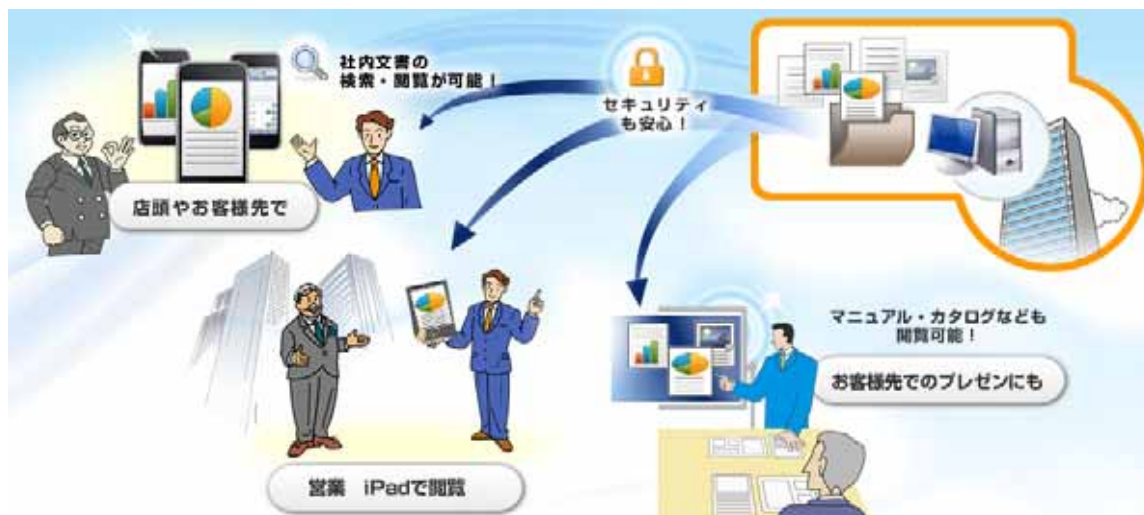 社内文書の
検索・閲覧が可能！
セキュリティ
も安心！
店頭やお客様先で
マニュアル・カタログなども
閲覧可能！
お客様先でのプレゼンにも
営業 iPadで閲覧